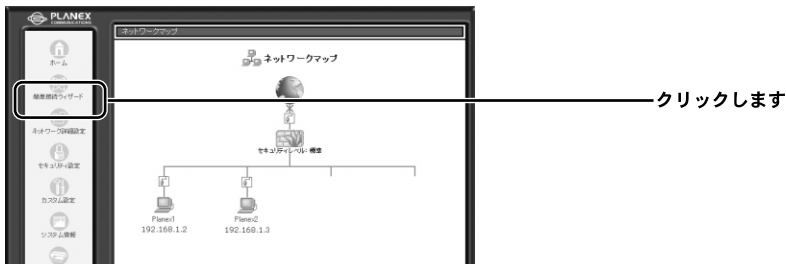 PLANEX
COMMUNICATIONS
ネットワークマップ
ホーム
簡単接続ウィザード
ネットワーク詳細設定
セキュリティ設定
カスタム設定
システム情報
ネットワークマップ
セキュリティレベル: 標準
Planex1
192.168.1.2
Planex2
192.168.1.3
クリックします